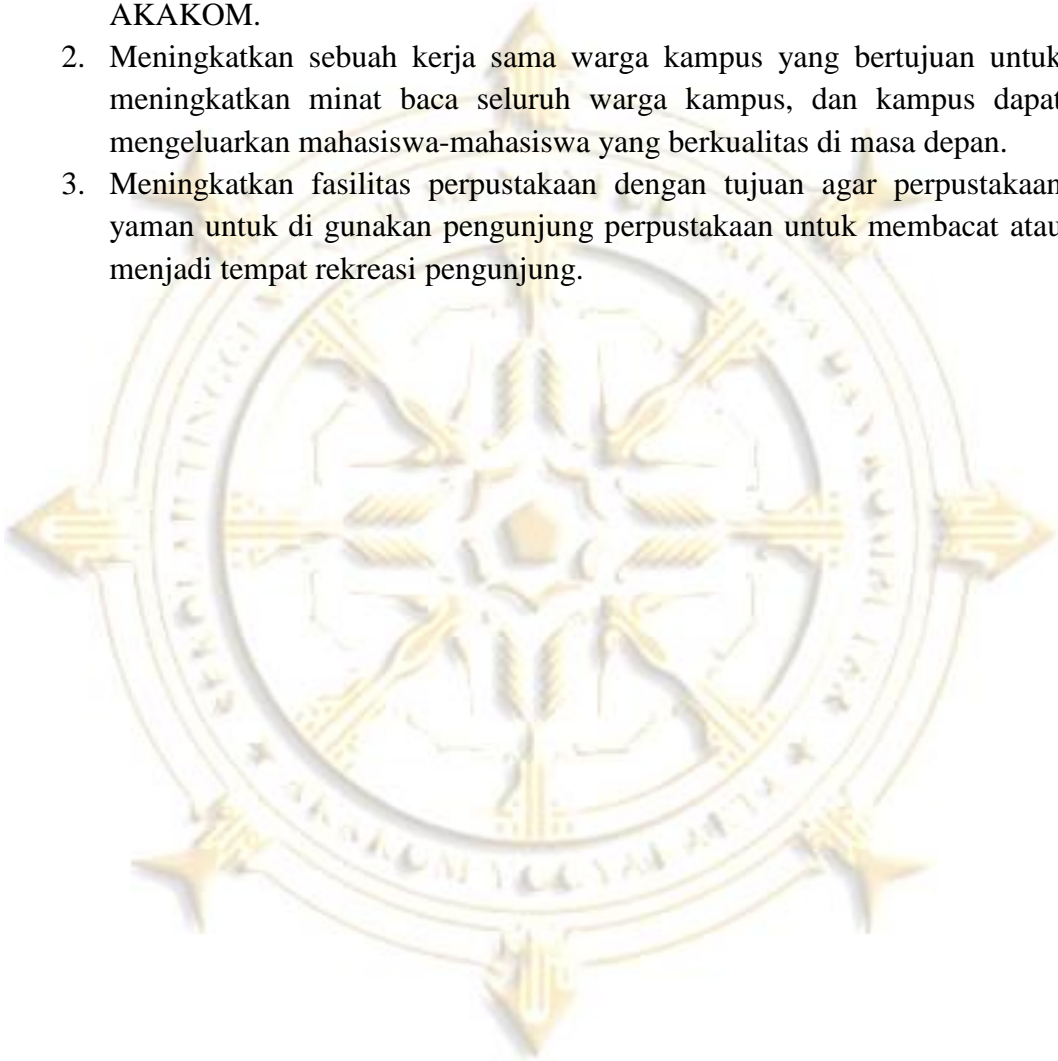 AKAKOM.
2. Meningkatkan sebuah kerja sama warga kampus yang bertujuan untuk
meningkatkan minat baca seluruh warga kampus, dan kampus dapat
mengeluarkan mahasiswa-mahasiswa yang berkualitas di masa depan.
3. Meningkatkan fasilitas perpustakaan dengan tujuan agar perpustakaan
yaman untuk di gunakan pengunjung perpustakaan untuk membacat atau
menjadi tempat rekreasi pengunjung.